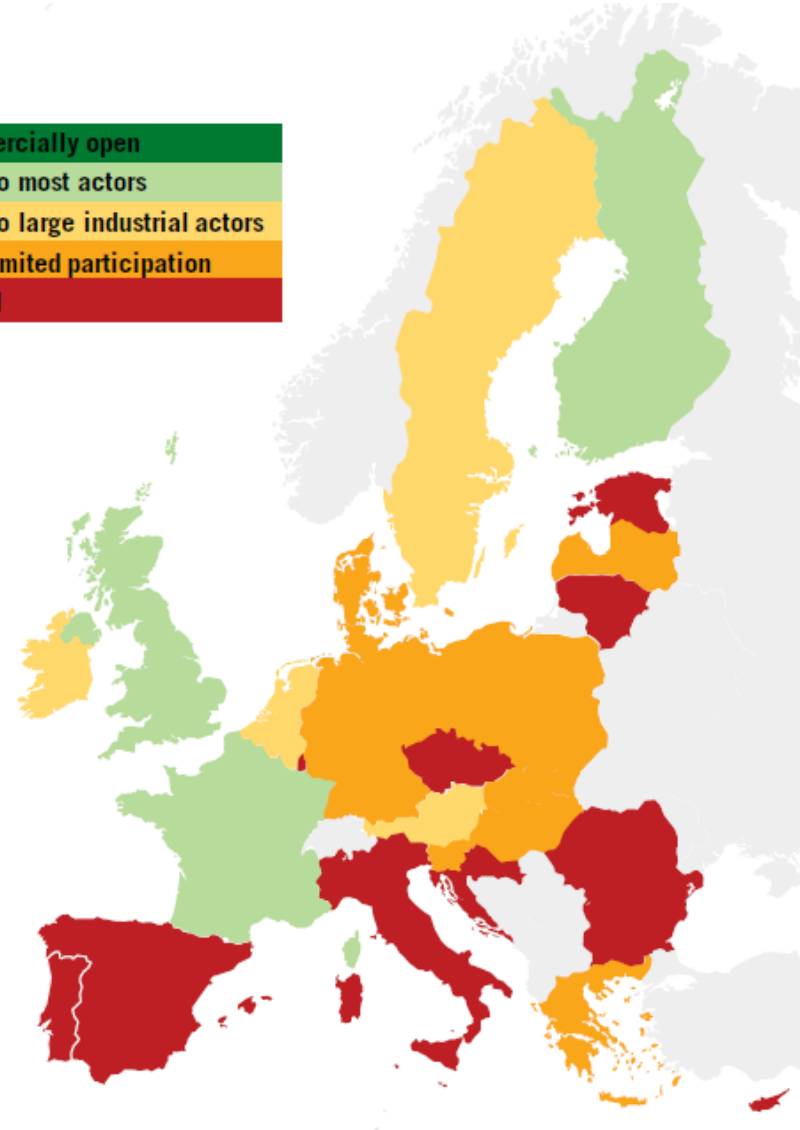 ercially open
o most actors
o large industrial actors
mited participation